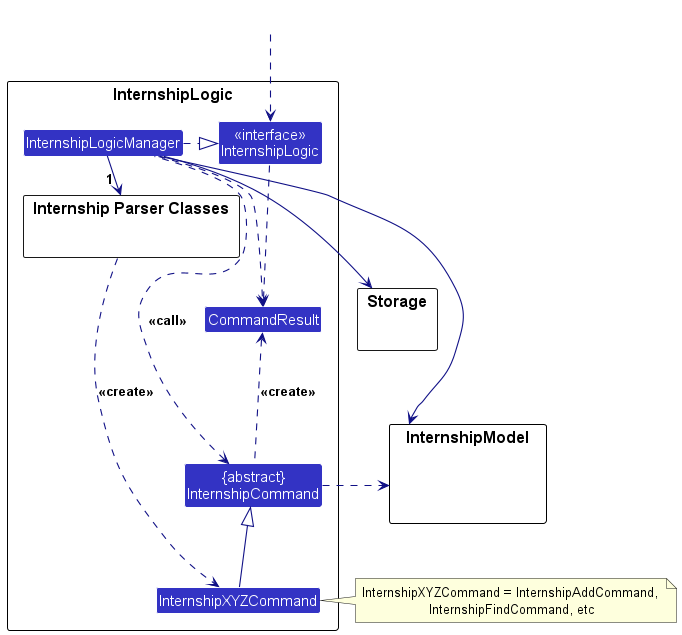 InternshipLogic
InternshipLogicManager
«interface»
InternshipLogic
1
Internship Parser Classes
Storage
CommandResult
«call»
«create»
«create»
InternshipModel
{abstract}
InternshipCommand
InternshipXYZCommand
InternshipXYZCommand = InternshipAddCommand,
InternshipFindCommand, etc